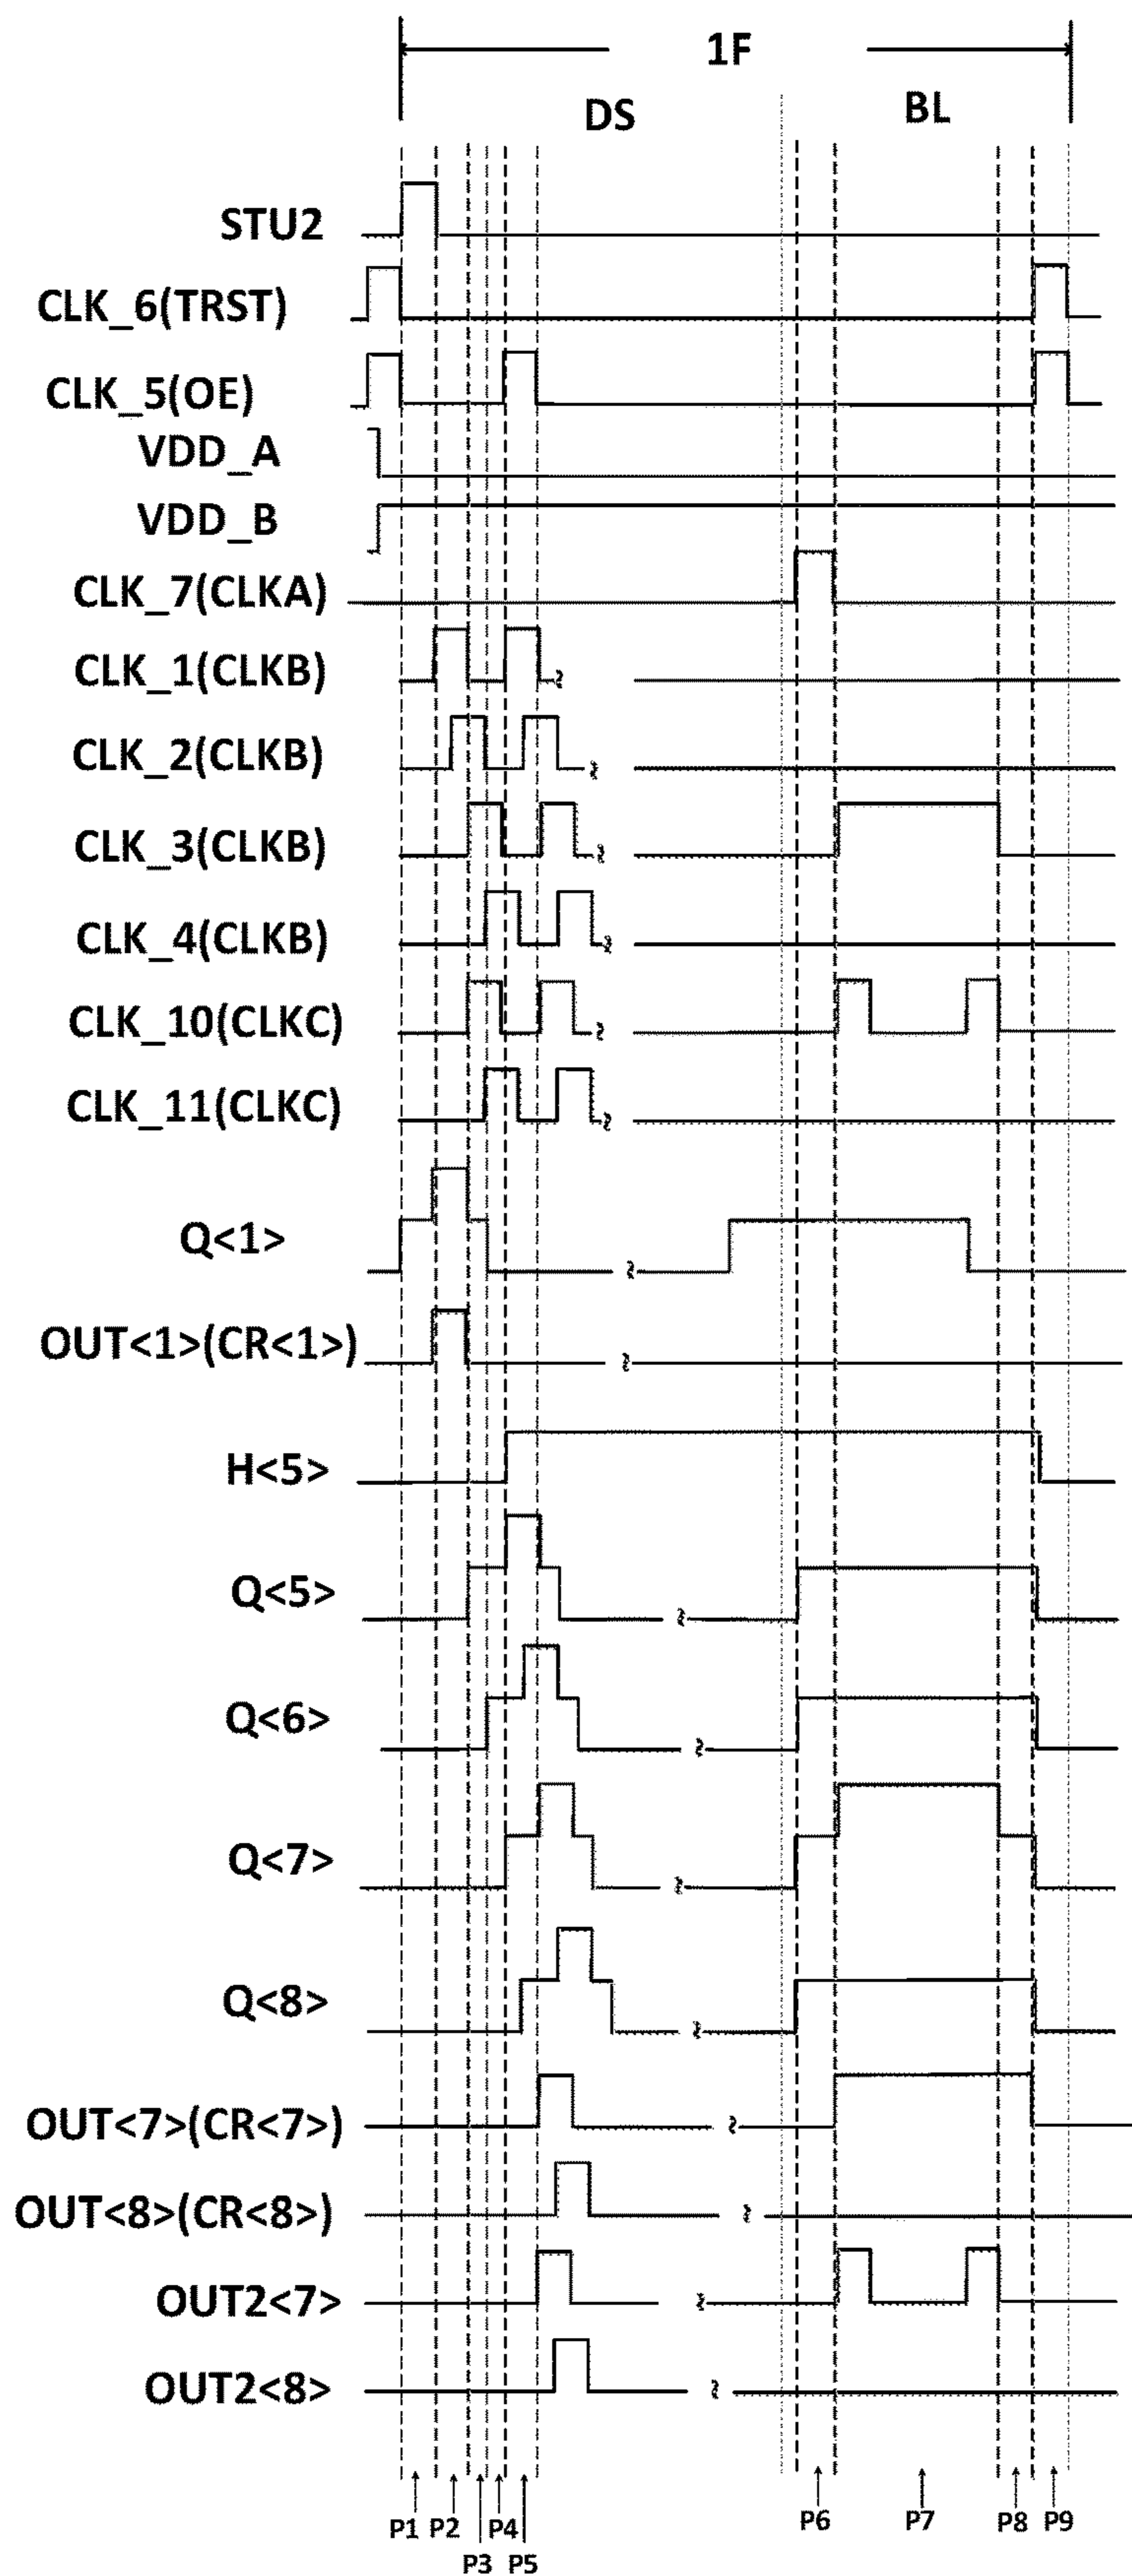 1F
DS
BL
STU2
CLK_6(TRST)
CLK_5(OE)
VDD_A
VDD_B
CLK_7(CLKA)
CLK_1(CLKB)
CLK_2(CLKB)
CLK_3(CLKB)
CLK_4(CLKB)
CLK_10(CLKC)
CLK_11(CLKC)
Q<1>
OUT<1>(CR<1>)
H<5>
Q<5>
Q<6>
Q<7>
Q<8>
OUT<7>(CR<7>)
OUT<8>(CR<8>)
OUT2<7>
OUT2<8>
P1 P2 P4 P6 P7 P8 P9
P3 P5